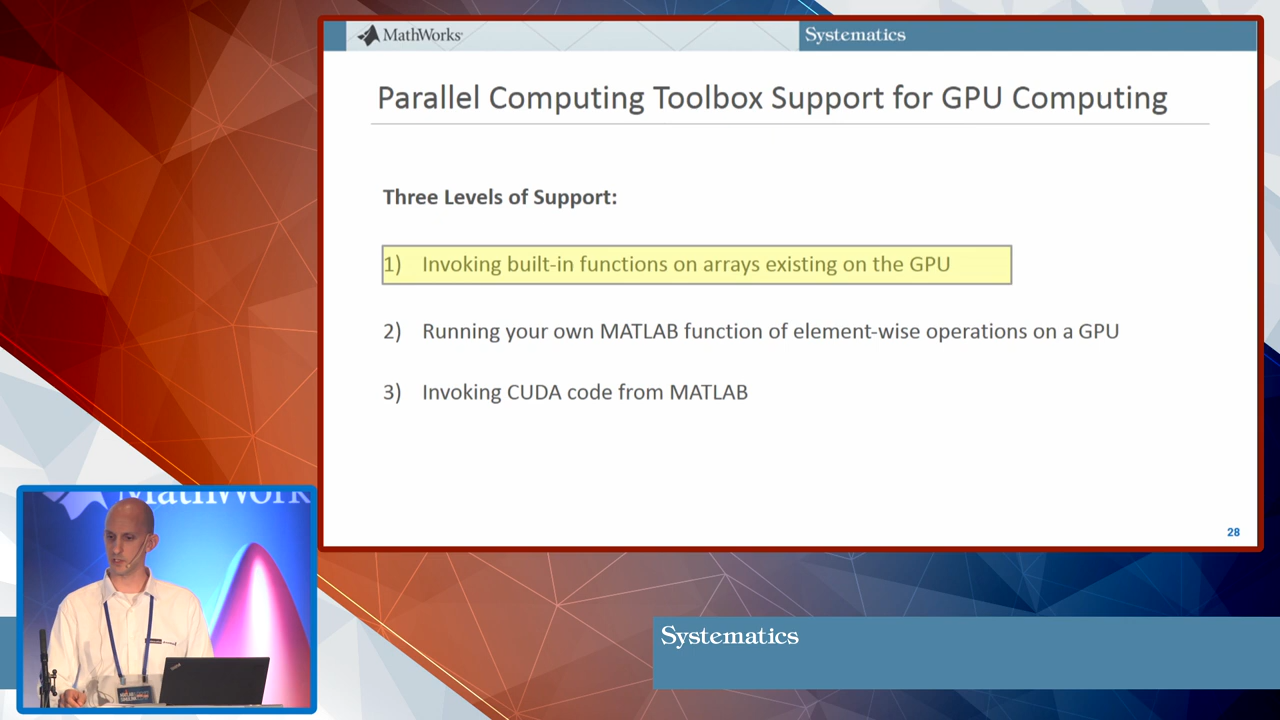 MathWorks
Systematics
Parallel Computing Toolbox Support for GPU Computing
Three Levels of Support:
1) Invoking built-in functions on arrays existing on the GPU
2) Running your own MATLAB function of element-wise operations on a GPU
3) Invoking CUDA code from MATLAB
28
MathWorks
Systematics